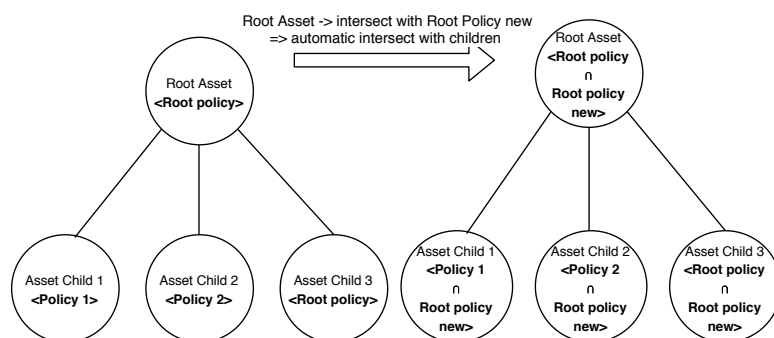 Root Asset -> intersect with Root Policy new
=> automatic intersect with children
Root Asset
<Root policy>
Root Asset
<Root policy
∩
Root policy
new>
Asset Child 1
<Policy 1>
Asset Child 2
<Policy 2>
Asset Child 3
<Root policy>
Asset Child 1
<Policy 1
∩
Root policy
new>
Asset Child 2
<Policy 2
∩
Root policy
new>
Asset Child 3
<Root policy
∩
Root policy
new>